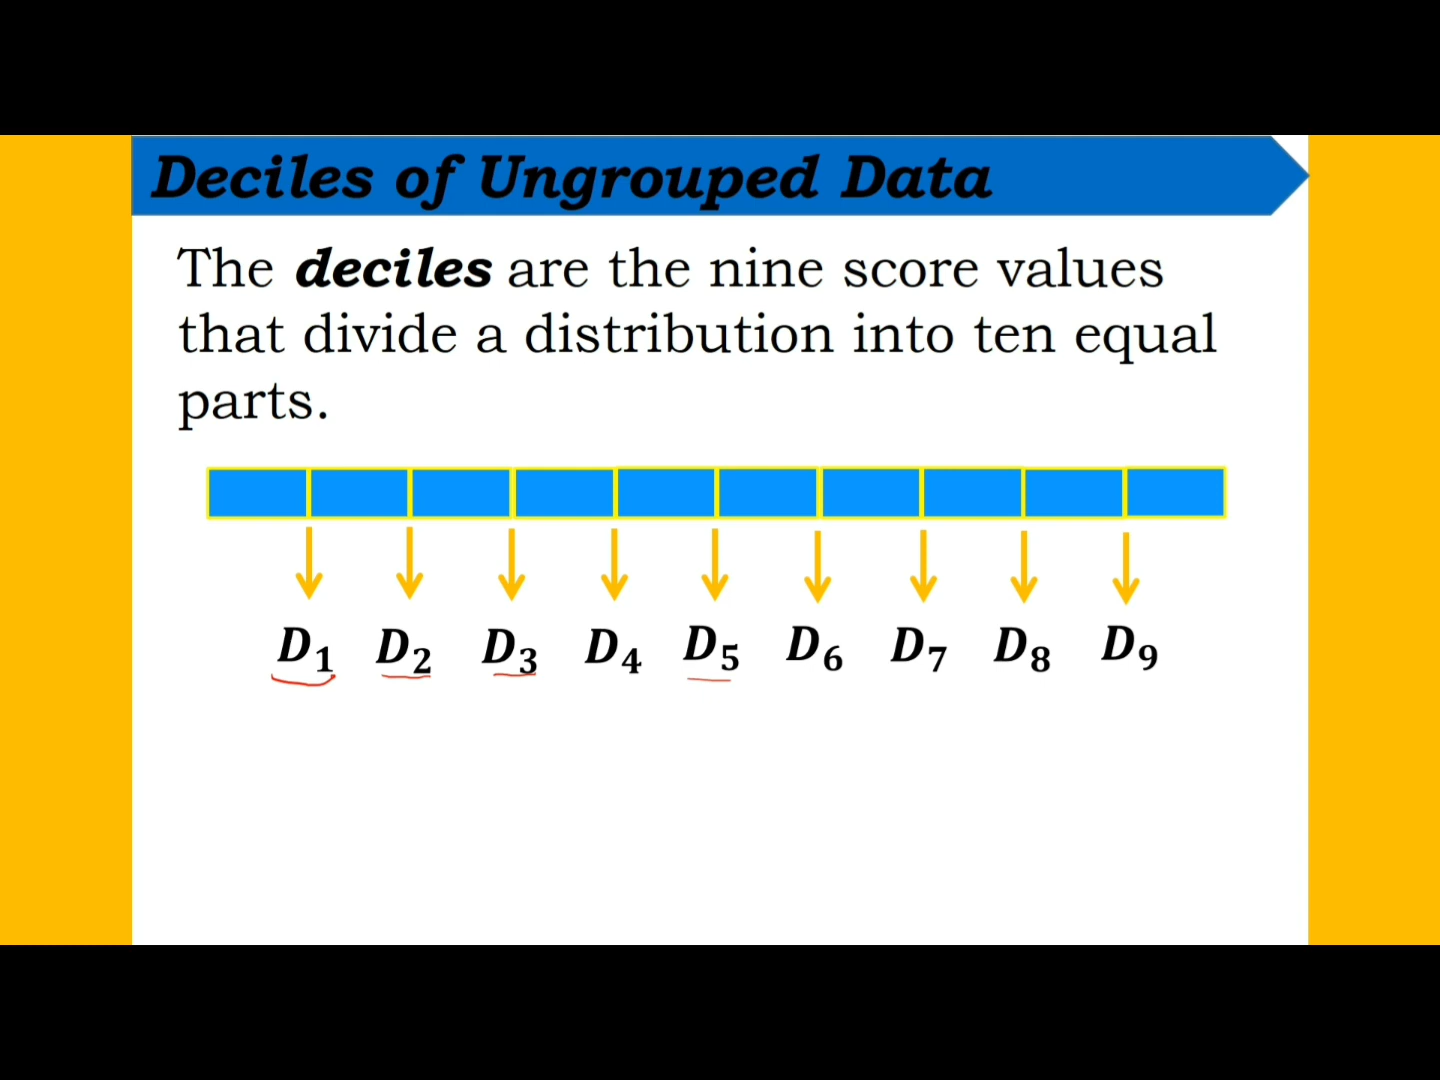 Deciles of Ungrouped Data
The deciles are the nine score values
that divide a distribution into ten equal
parts.
D₁ D₂ D₃ D₄ D₅ D₆ D₇ D₈ D₉